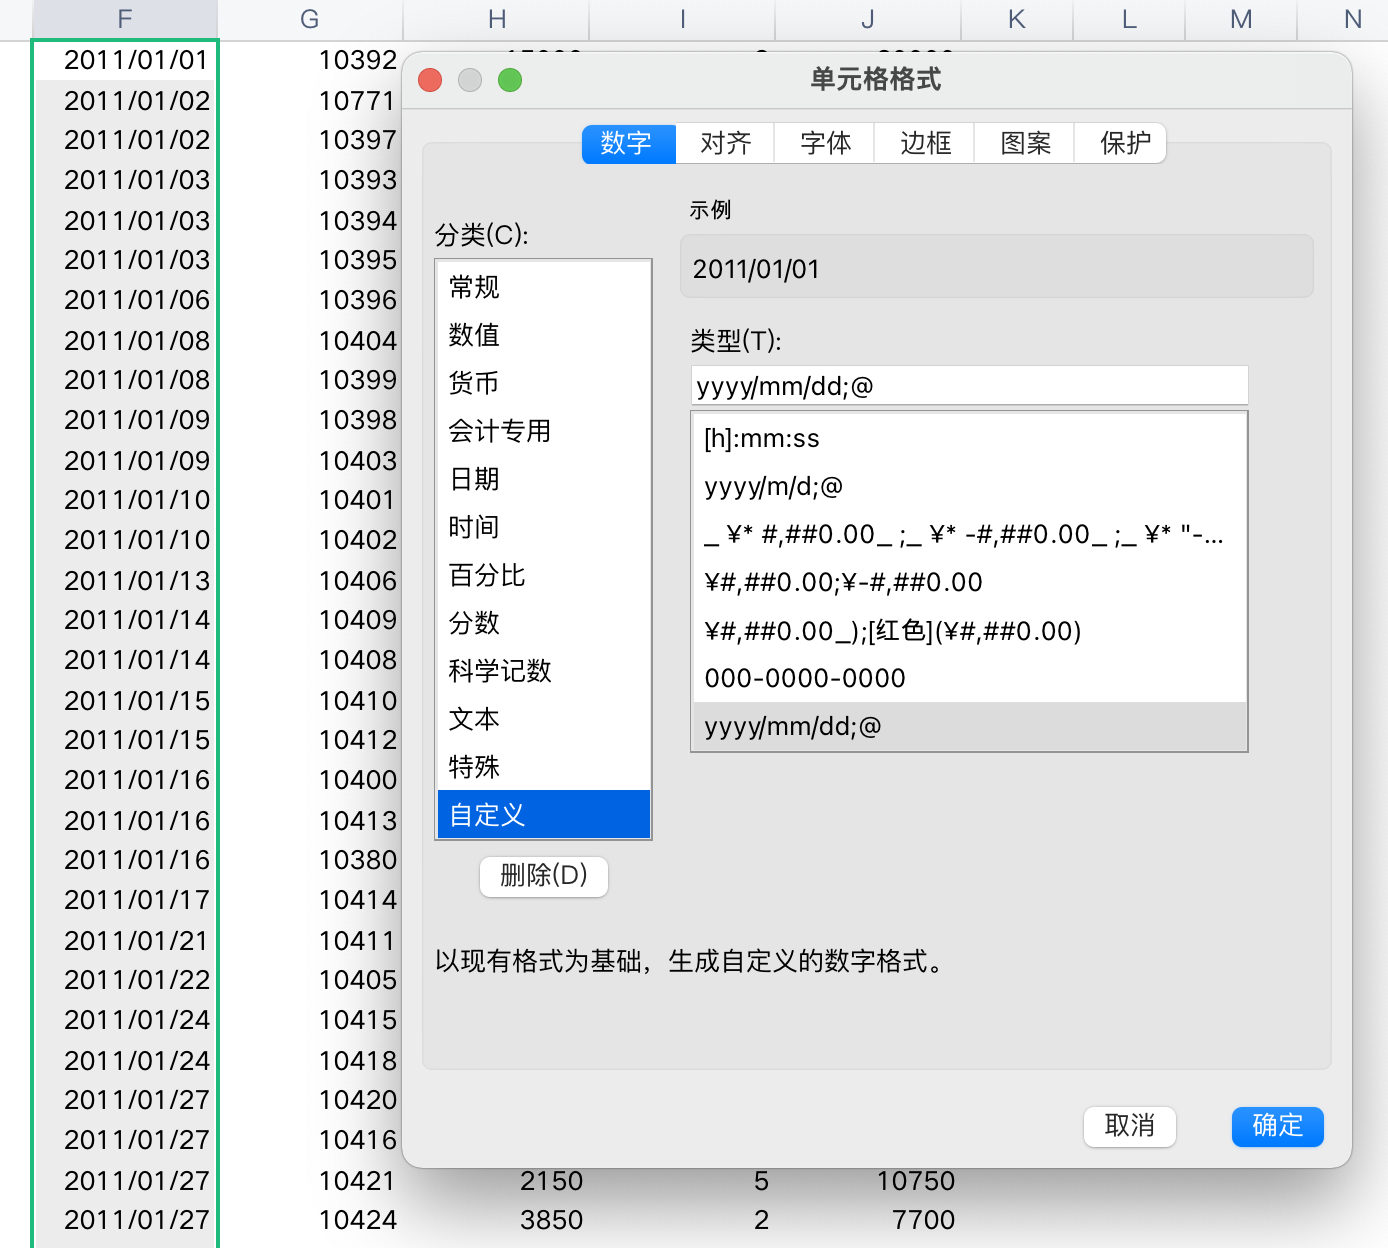 F G H I J K L M N
2011/01/01 10392
2011/01/02 10771
2011/01/02 10397
2011/01/03 10393
2011/01/03 10394
2011/01/03 10395
2011/01/06 10396
2011/01/08 10404
2011/01/08 10399
2011/01/09 10398
2011/01/09 10403
2011/01/10 10401
2011/01/10 10402
2011/01/13 10406
2011/01/14 10409
2011/01/14 10408
2011/01/15 10410
2011/01/15 10412
2011/01/16 10400
2011/01/16 10413
2011/01/16 10380
2011/01/17 10414
2011/01/21 10411
2011/01/22 10405
2011/01/24 10415
2011/01/24 10418
2011/01/27 10420
2011/01/27 10416
2011/01/27 10421 2150 5 10750
2011/01/27 10424 3850 2 7700
单元格格式
数字 对齐 字体 边框 图案 保护
分类(C):
常规
数值
货币
会计专用
日期
时间
百分比
分数
科学记数
文本
特殊
自定义
删除(D)
示例
2011/01/01
类型(T):
yyyy/mm/dd;@
[h]:mm:ss
yyyy/m/d;@
_ ¥* #,##0.00_ ;_ ¥* -#,##0.00_ ;_ ¥* "-...
¥#,##0.00;¥-#,##0.00
¥#,##0.00_);[红色](¥#,##0.00)
000-0000-0000
yyyy/mm/dd;@
以现有格式为基础，生成自定义的数字格式。
取消 确定